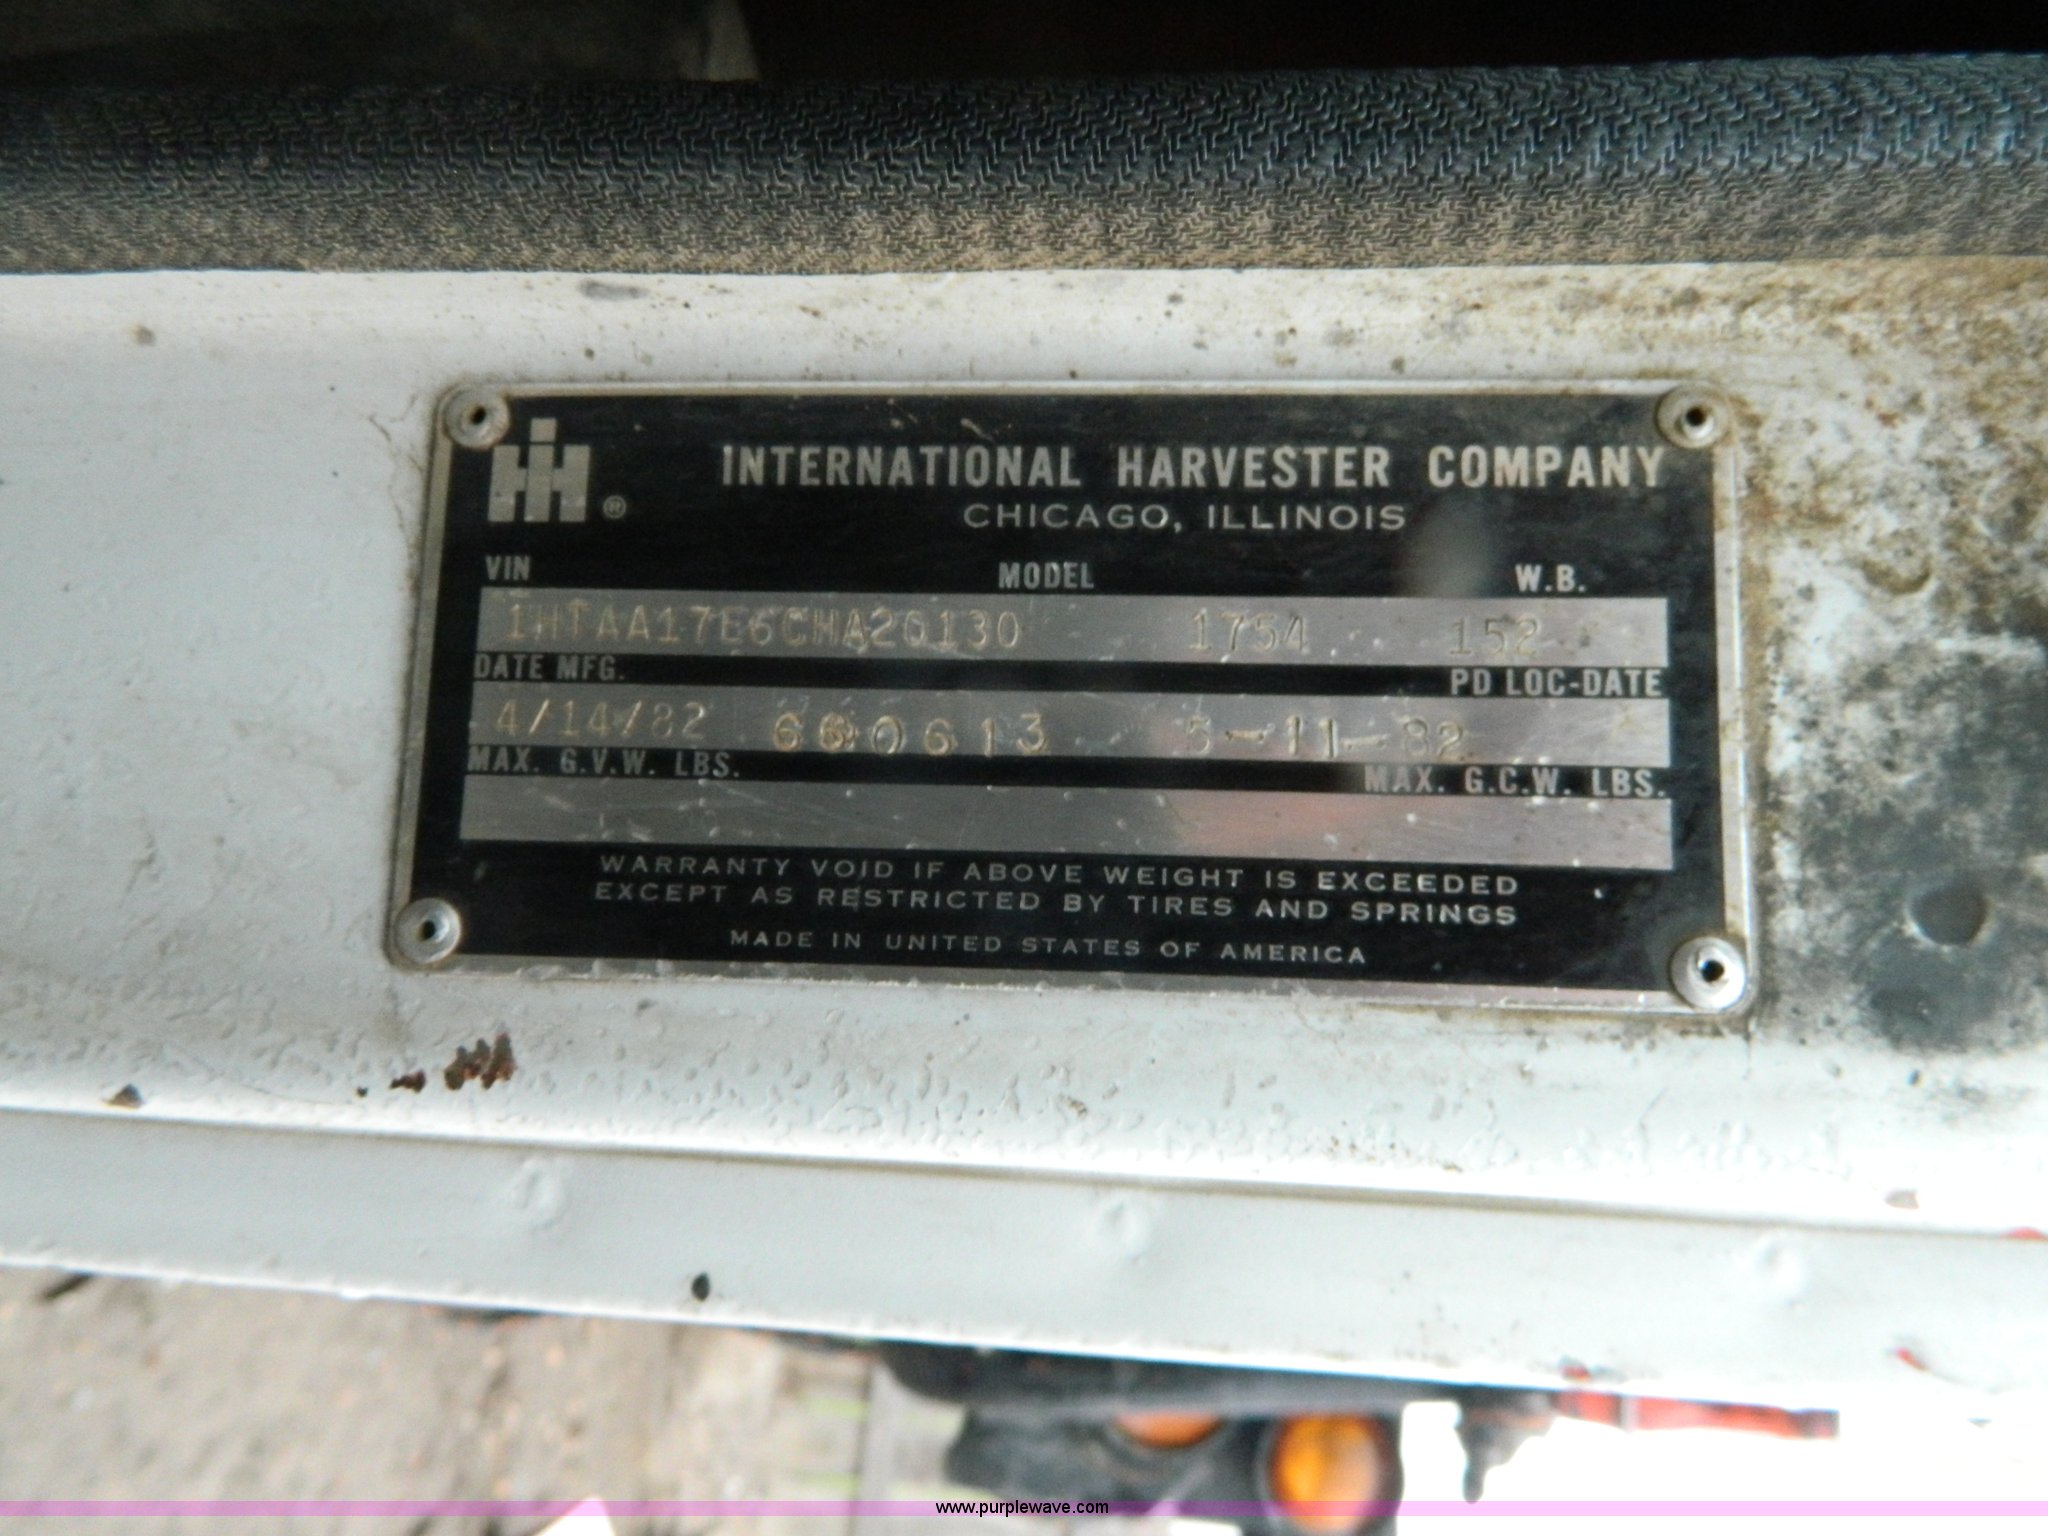 INTERNATIONAL HARVESTER COMPANY
CHICAGO, ILLINOIS
VIN MODEL W.B.
1HTAA17E6CHA20130 1754 152
DATE MFG. PD LOC-DATE
4/14/82 5-11-82
MAX. G.V.W. LBS. MAX. G.C.W. LBS.
WARRANTY VOID IF ABOVE WEIGHT IS EXCEEDED
EXCEPT AS RESTRICTED BY TIRES AND SPRINGS
MADE IN UNITED STATES OF AMERICA
www.purplewave.com